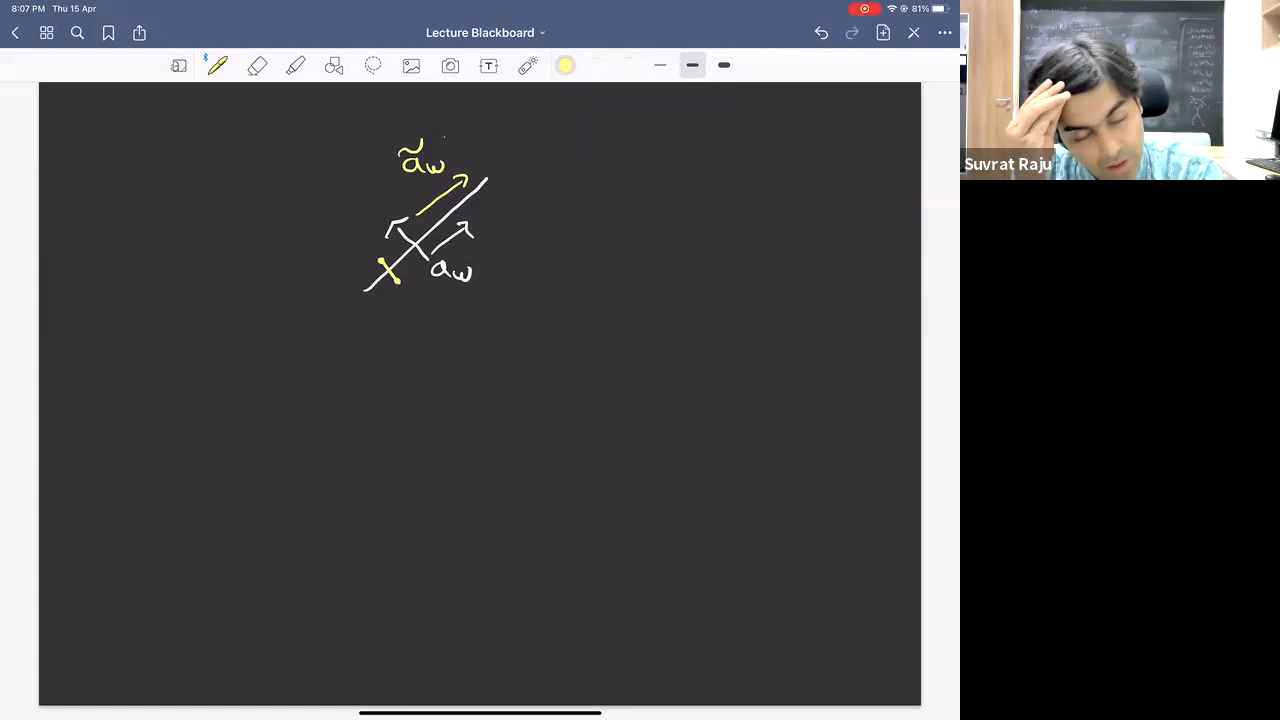 8:07 PM Thu 15 Apr
81%
Lecture Blackboard
T
ã_ω
a_ω
Suvrat Raju